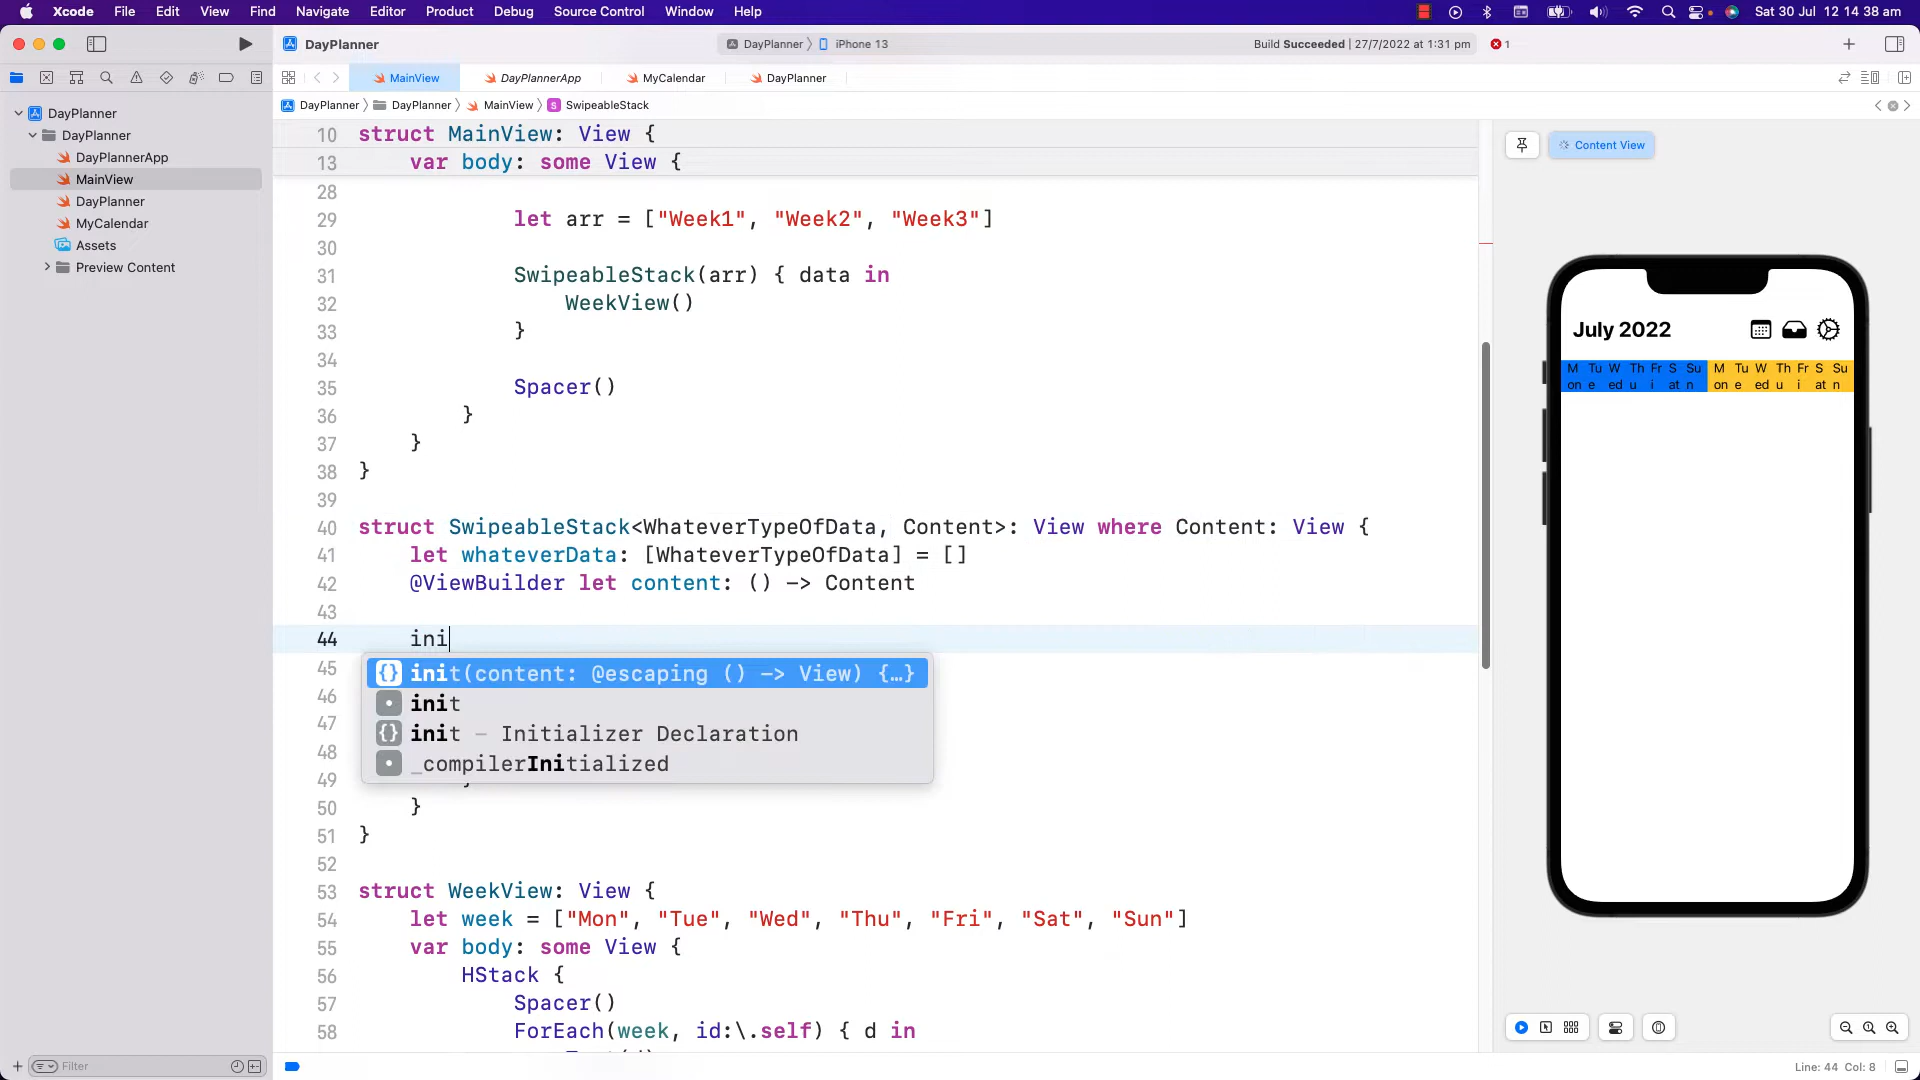 Xcode File Edit View Find Navigate Editor Product Debug Source Control Window Help Sat 30 Jul 12 14 38 am
DayPlanner DayPlanner iPhone 13 Build Succeeded | 27/7/2022 at 1:31 pm 1
MainView DayPlannerApp MyCalendar DayPlanner
DayPlanner DayPlanner MainView S SwipeableStack
DayPlanner
DayPlanner
DayPlannerApp
MainView
DayPlanner
MyCalendar
Assets
Preview Content
Filter
10 struct MainView: View {
13 var body: some View {
28
29 let arr = ["Week1", "Week2", "Week3"]
30
31 SwipeableStack(arr) { data in
32 WeekView()
33 }
34
35 Spacer()
36 }
37 }
38 }
39
40 struct SwipeableStack<WhateverTypeOfData, Content>: View where Content: View {
41 let whateverData: [WhateverTypeOfData] = []
42 @ViewBuilder let content: () -> Content
43
44 ini
45
{} init(content: @escaping () -> View) {…}
46
init
47
{} init – Initializer Declaration
48
_compilerInitialized
49
50 }
51 }
52
53 struct WeekView: View {
54 let week = ["Mon", "Tue", "Wed", "Thu", "Fri", "Sat", "Sun"]
55 var body: some View {
56 HStack {
57 Spacer()
58 ForEach(week, id:\.self) { d in
Content View
July 2022
M Tu W Th Fr S Su M Tu W Th Fr S Su
on e ed u i at n on e ed u i at n
Line: 44 Col: 8